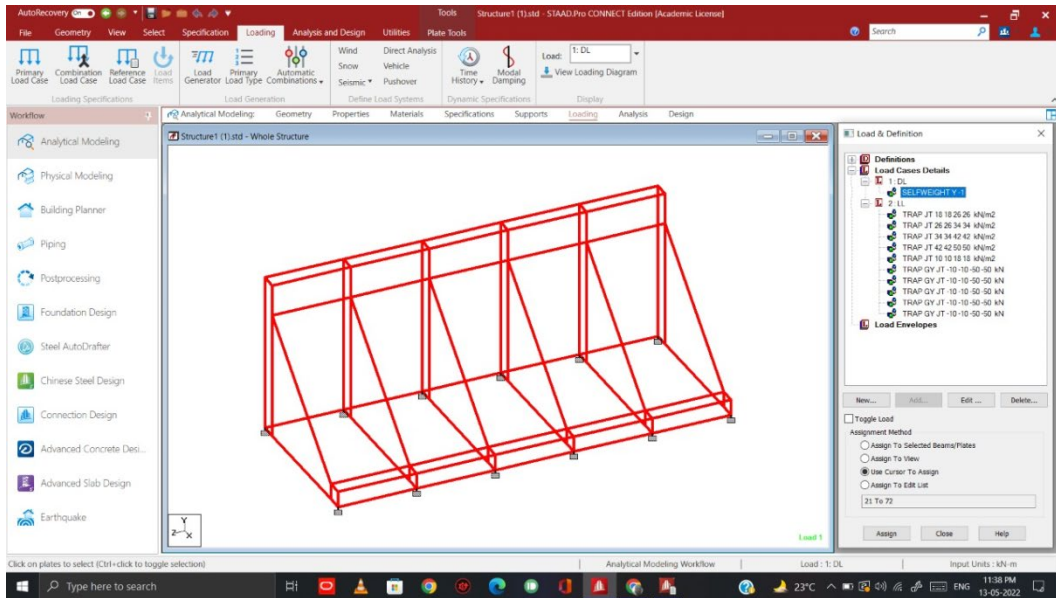 AutoRecovery ON
Tools
Structure1 (1).std - STAAD.Pro CONNECT Edition [Academic License]
File Geometry View Select Specification Loading Analysis and Design Utilities Plate Tools
Search
Primary Load Case
Combination Load Case
Reference Load Case
Load Items
Load Generator
Primary Load Type
Automatic Combinations
Wind
Snow
Seismic
Direct Analysis
Vehicle
Pushover
Time History
Modal Damping
Load: 1: DL
View Loading Diagram
Loading Specifications
Load Generation
Define Load Systems
Dynamic Specifications
Display
Workflow
Analytical Modeling: Geometry Properties Materials Specifications Supports Loading Analysis Design
Analytical Modeling
Physical Modeling
Building Planner
Piping
Postprocessing
Foundation Design
Steel AutoDrafter
Chinese Steel Design
Connection Design
Advanced Concrete Desi...
Advanced Slab Design
Earthquake
Structure1 (1).std - Whole Structure
Y
Z X
Load 1
Load & Definition
Definitions
Load Cases Details
1: DL
SELFWEIGHT Y -1
2: LL
TRAP JT 18 18 26 26 kN/m2
TRAP JT 26 26 34 34 kN/m2
TRAP JT 34 34 42 42 kN/m2
TRAP JT 42 42 50 50 kN/m2
TRAP JT 10 10 18 18 kN/m2
TRAP GY JT -10 -10 -50 -50 kN
TRAP GY JT -10 -10 -50 -50 kN
TRAP GY JT -10 -10 -50 -50 kN
TRAP GY JT -10 -10 -50 -50 kN
TRAP GY JT -10 -10 -50 -50 kN
Load Envelopes
New... Add... Edit ... Delete...
Toggle Load
Assignment Method
Assign To Selected Beams/Plates
Assign To View
Use Cursor To Assign
Assign To Edit List
21 To 72
Assign Close Help
Click on plates to select (Ctrl+click to toggle selection)
Analytical Modeling Workflow
Load : 1: DL
Input Units : kN-m
Type here to search
23°C
ENG
11:38 PM
13-05-2022